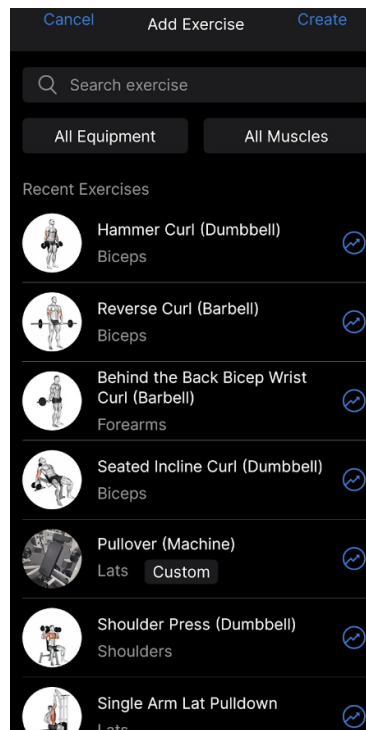 Cancel Add Exercise Create
Search exercise
All Equipment All Muscles
Recent Exercises
Hammer Curl (Dumbbell)
Biceps
Reverse Curl (Barbell)
Biceps
Behind the Back Bicep Wrist
Curl (Barbell)
Forearms
Seated Incline Curl (Dumbbell)
Biceps
Pullover (Machine)
Lats Custom
Shoulder Press (Dumbbell)
Shoulders
Single Arm Lat Pulldown
Lats